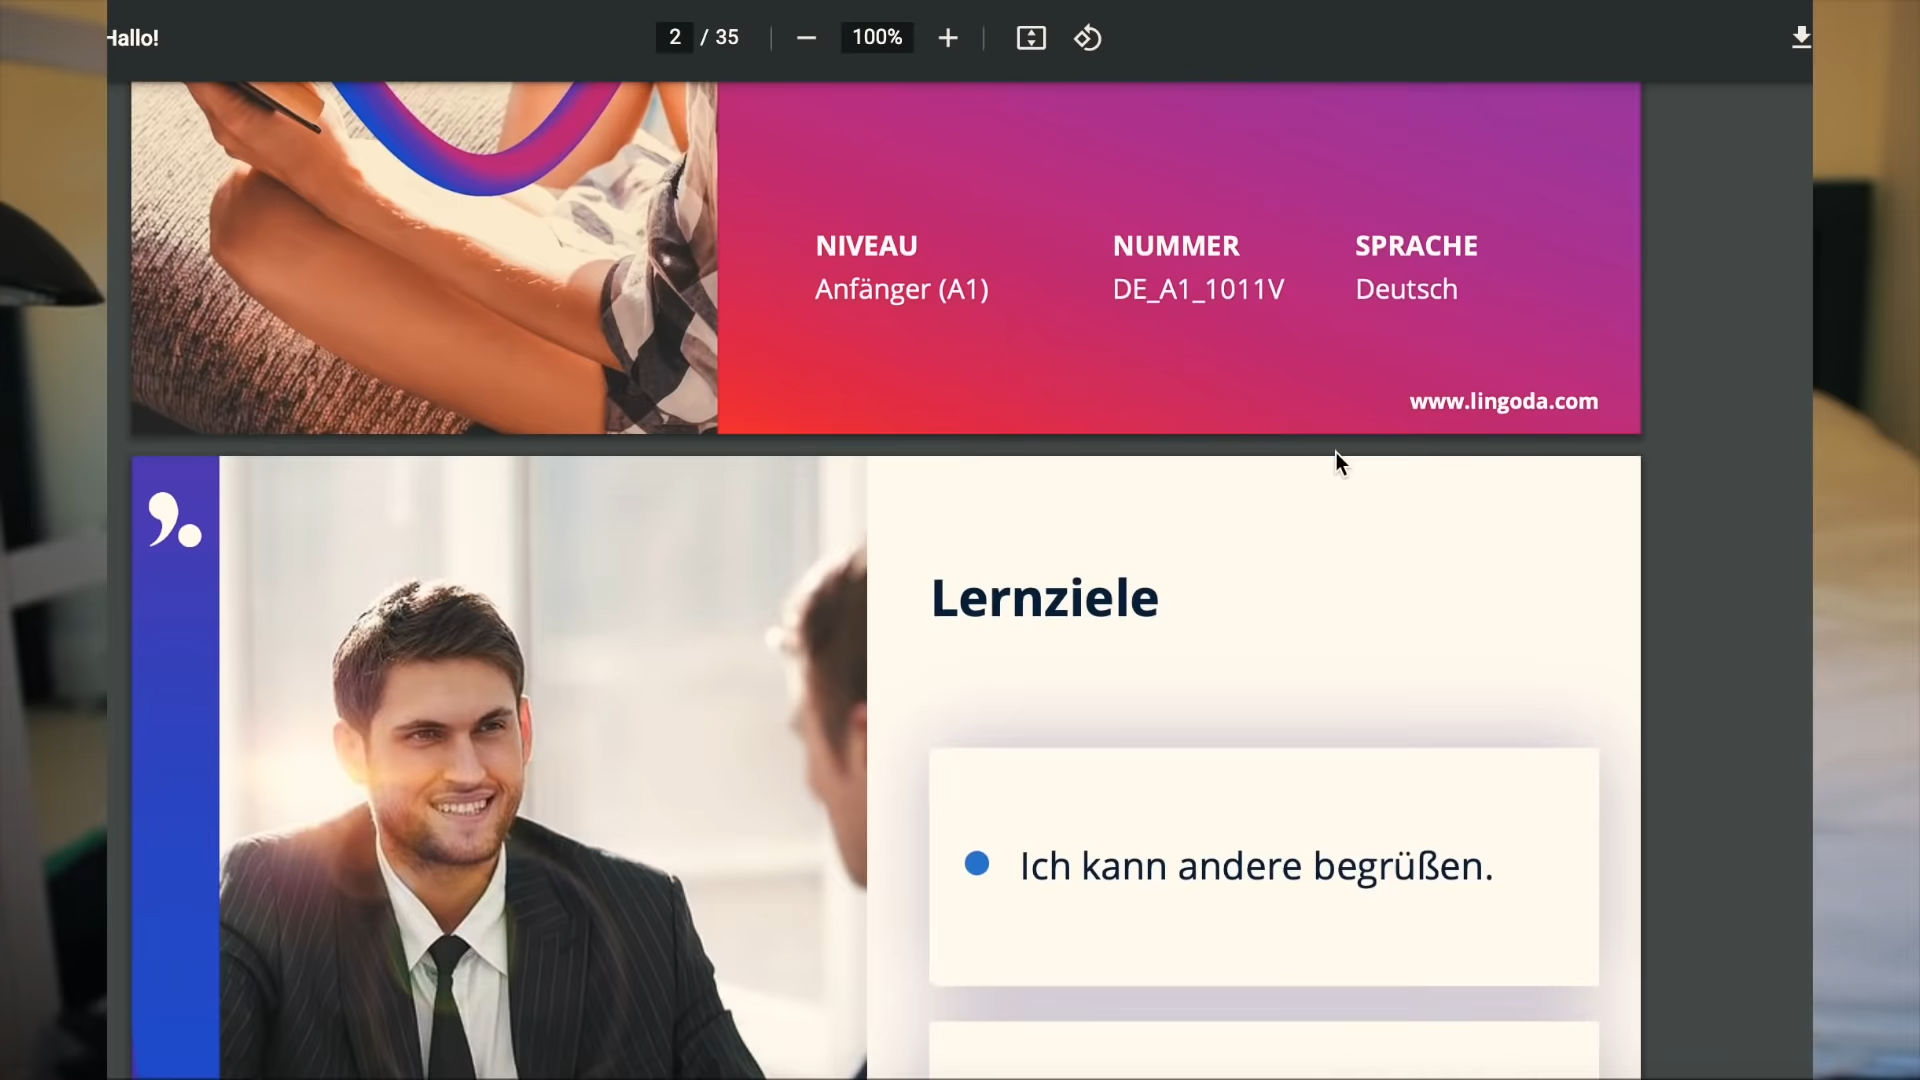 Hallo!
2 / 35
100%
NIVEAU
Anfänger (A1)
NUMMER
DE_A1_1011V
SPRACHE
Deutsch
www.lingoda.com
Lernziele
Ich kann andere begrüßen.